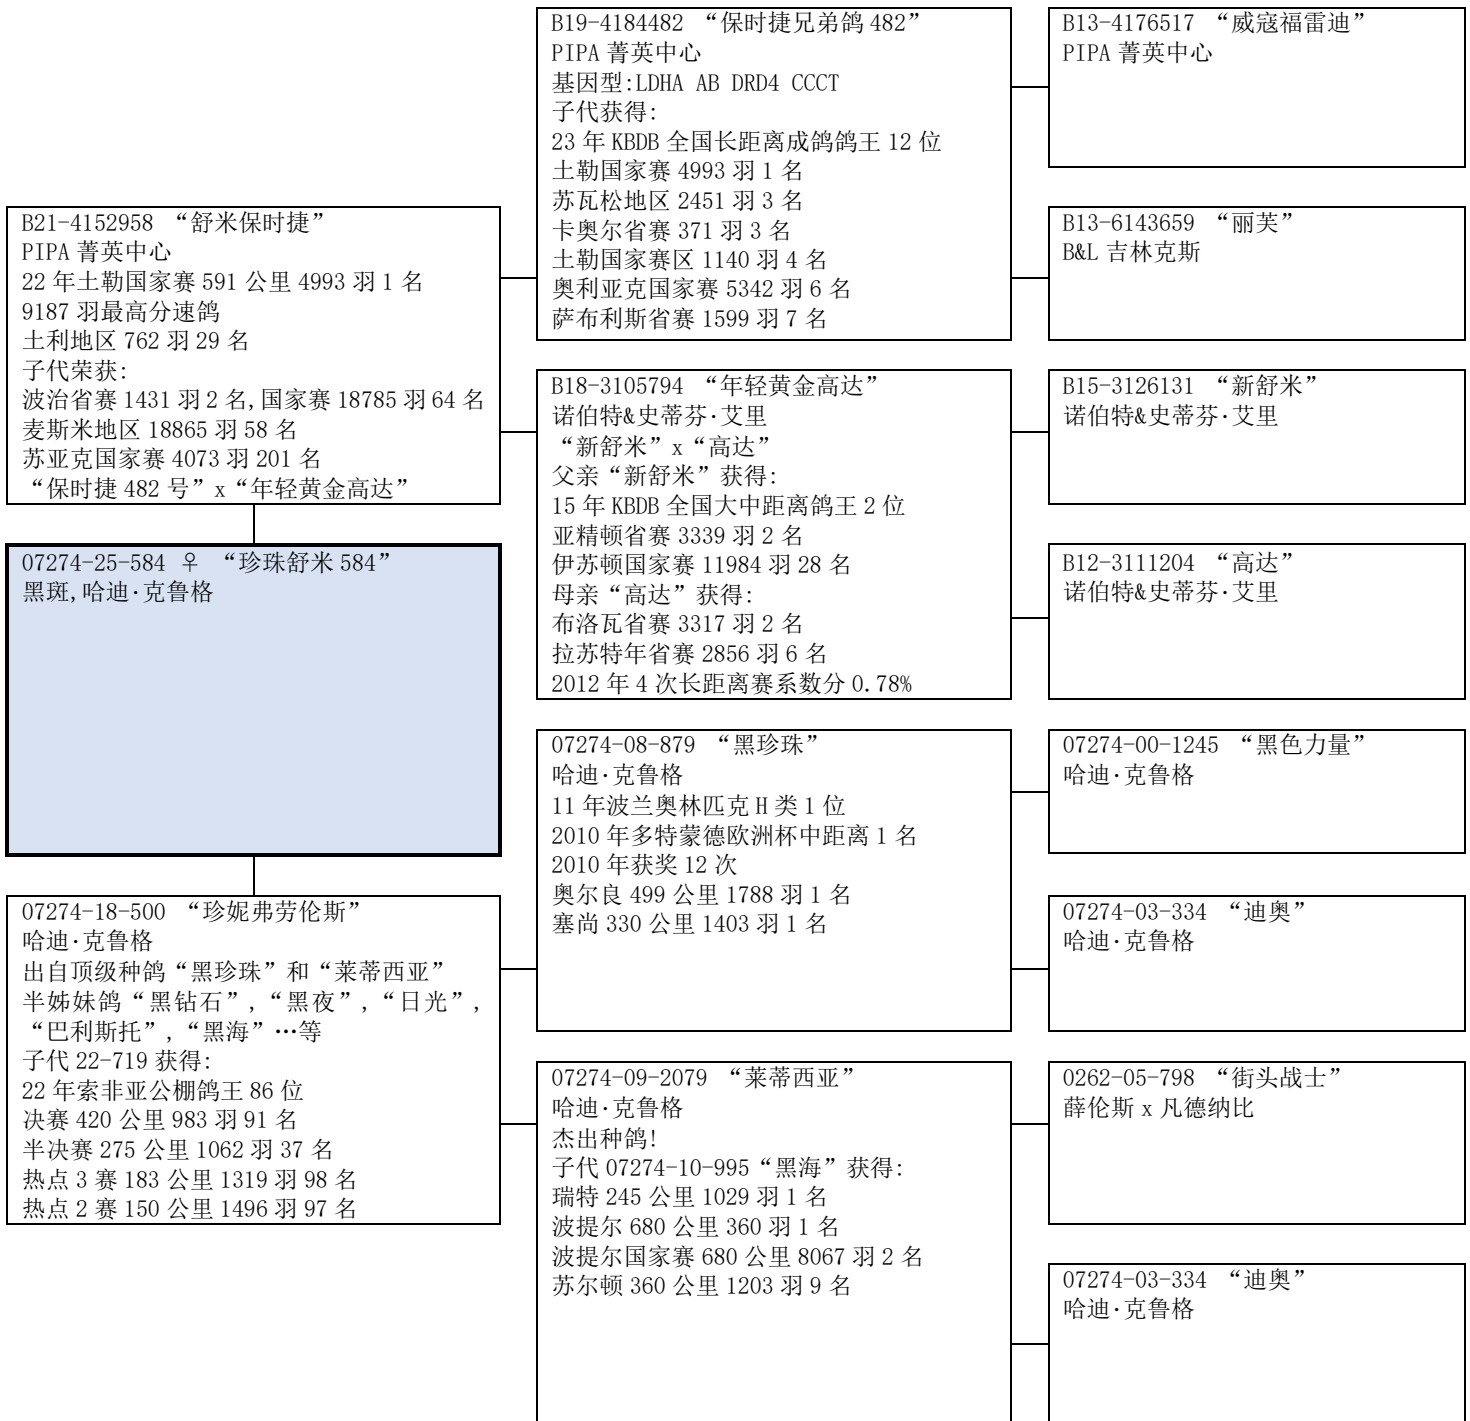 B21-4152958 “舒米保时捷”
PIPA 菁英中心
22 年土勒国家赛 591 公里 4993 羽 1 名
9187 羽最高分速鸽
土利地区 762 羽 29 名
子代荣获:
波治省赛 1431 羽 2 名,国家赛 18785 羽 64 名
麦斯米地区 18865 羽 58 名
苏亚克国家赛 4073 羽 201 名
“保时捷 482 号”x“年轻黄金高达”
07274-25-584 ♀ “珍珠舒米 584”
黑斑,哈迪·克鲁格
07274-18-500 “珍妮弗劳伦斯”
哈迪·克鲁格
出自顶级种鸽“黑珍珠”和“莱蒂西亚”
半姊妹鸽“黑钻石”,“黑夜”,“日光”,
“巴利斯托”,“黑海”…等
子代 22-719 获得:
22 年索非亚公棚鸽王 86 位
决赛 420 公里 983 羽 91 名
半决赛 275 公里 1062 羽 37 名
热点 3 赛 183 公里 1319 羽 98 名
热点 2 赛 150 公里 1496 羽 97 名
B19-4184482 “保时捷兄弟鸽 482”
PIPA 菁英中心
基因型:LDHA AB DRD4 CCCT
子代获得:
23 年 KBDB 全国长距离成鸽鸽王 12 位
土勒国家赛 4993 羽 1 名
苏瓦松地区 2451 羽 3 名
卡奥尔省赛 371 羽 3 名
土勒国家赛区 1140 羽 4 名
奥利亚克国家赛 5342 羽 6 名
萨布利斯省赛 1599 羽 7 名
B18-3105794 “年轻黄金高达”
诺伯特&史蒂芬·艾里
“新舒米”x“高达”
父亲“新舒米”获得:
15 年 KBDB 全国大中距离鸽王 2 位
亚精顿省赛 3339 羽 2 名
伊苏顿国家赛 11984 羽 28 名
母亲“高达”获得:
布洛瓦省赛 3317 羽 2 名
拉苏特年省赛 2856 羽 6 名
2012 年 4 次长距离赛系数分 0.78%
07274-08-879 “黑珍珠”
哈迪·克鲁格
11 年波兰奥林匹克 H 类 1 位
2010 年多特蒙德欧洲杯中距离 1 名
2010 年获奖 12 次
奥尔良 499 公里 1788 羽 1 名
塞尚 330 公里 1403 羽 1 名
07274-09-2079 “莱蒂西亚”
哈迪·克鲁格
杰出种鸽!
子代 07274-10-995“黑海”获得:
瑞特 245 公里 1029 羽 1 名
波提尔 680 公里 360 羽 1 名
波提尔国家赛 680 公里 8067 羽 2 名
苏尔顿 360 公里 1203 羽 9 名
B13-4176517 “威寇福雷迪”
PIPA 菁英中心
B13-6143659 “丽芙”
B&L 吉林克斯
B15-3126131 “新舒米”
诺伯特&史蒂芬·艾里
B12-3111204 “高达”
诺伯特&史蒂芬·艾里
07274-00-1245 “黑色力量”
哈迪·克鲁格
07274-03-334 “迪奥”
哈迪·克鲁格
0262-05-798 “街头战士”
薛伦斯 x 凡德纳比
07274-03-334 “迪奥”
哈迪·克鲁格